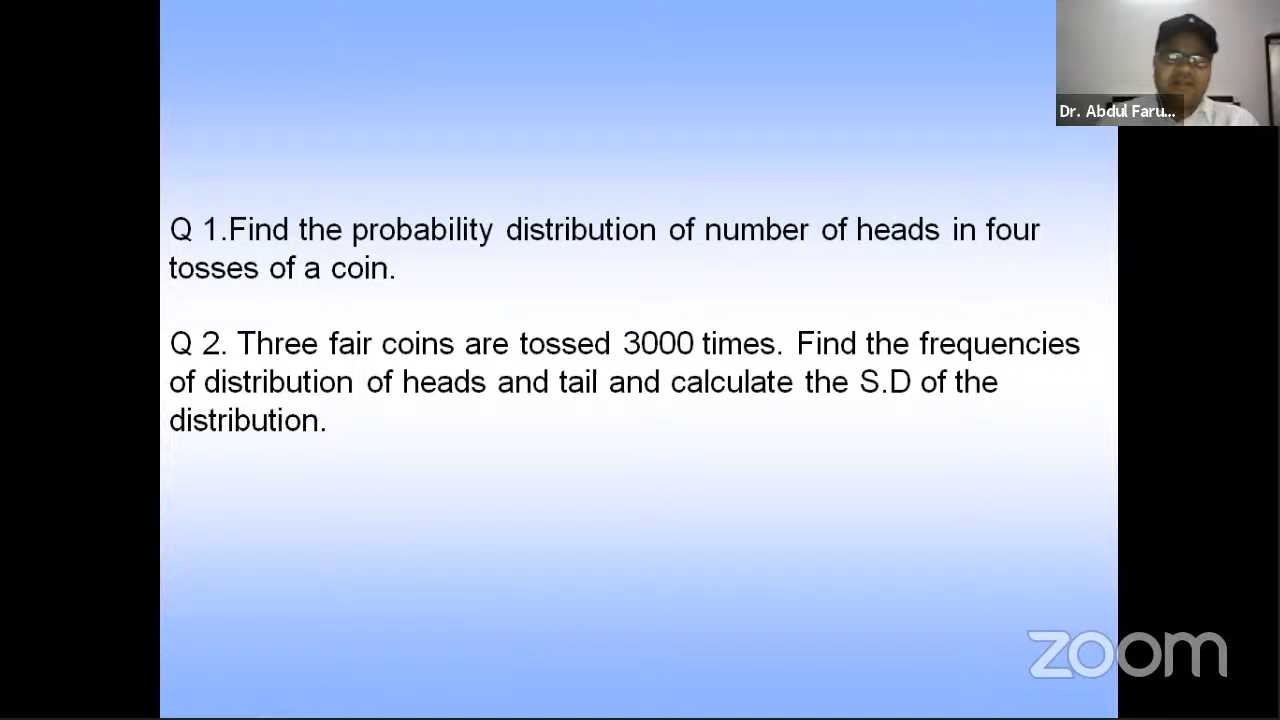 Dr. Abdul Faru...
Q 1.Find the probability distribution of number of heads in four
tosses of a coin.
Q 2. Three fair coins are tossed 3000 times. Find the frequencies
of distribution of heads and tail and calculate the S.D of the
distribution.
zoom